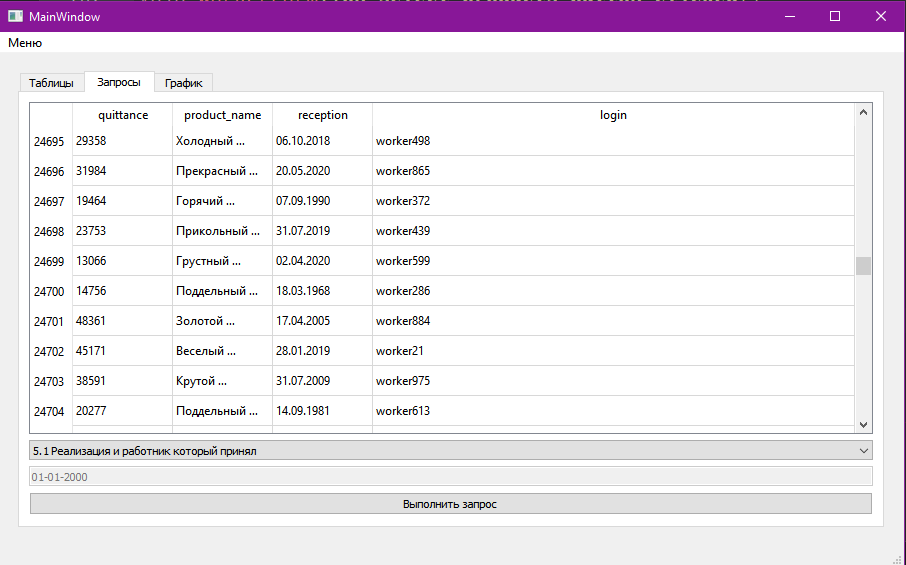 MainWindow
Меню
Таблицы Запросы График
quittance product_name reception login
24695 29358 Холодный ... 06.10.2018 worker498
24696 31984 Прекрасный ... 20.05.2020 worker865
24697 19464 Горячий ... 07.09.1990 worker372
24698 23753 Прикольный ... 31.07.2019 worker439
24699 13066 Грустный ... 02.04.2020 worker599
24700 14756 Поддельный ... 18.03.1968 worker286
24701 48361 Золотой ... 17.04.2005 worker884
24702 45171 Веселый ... 28.01.2019 worker21
24703 38591 Крутой ... 31.07.2009 worker975
24704 20277 Поддельный ... 14.09.1981 worker613
5.1 Реализация и работник который принял
01-01-2000
Выполнить запрос